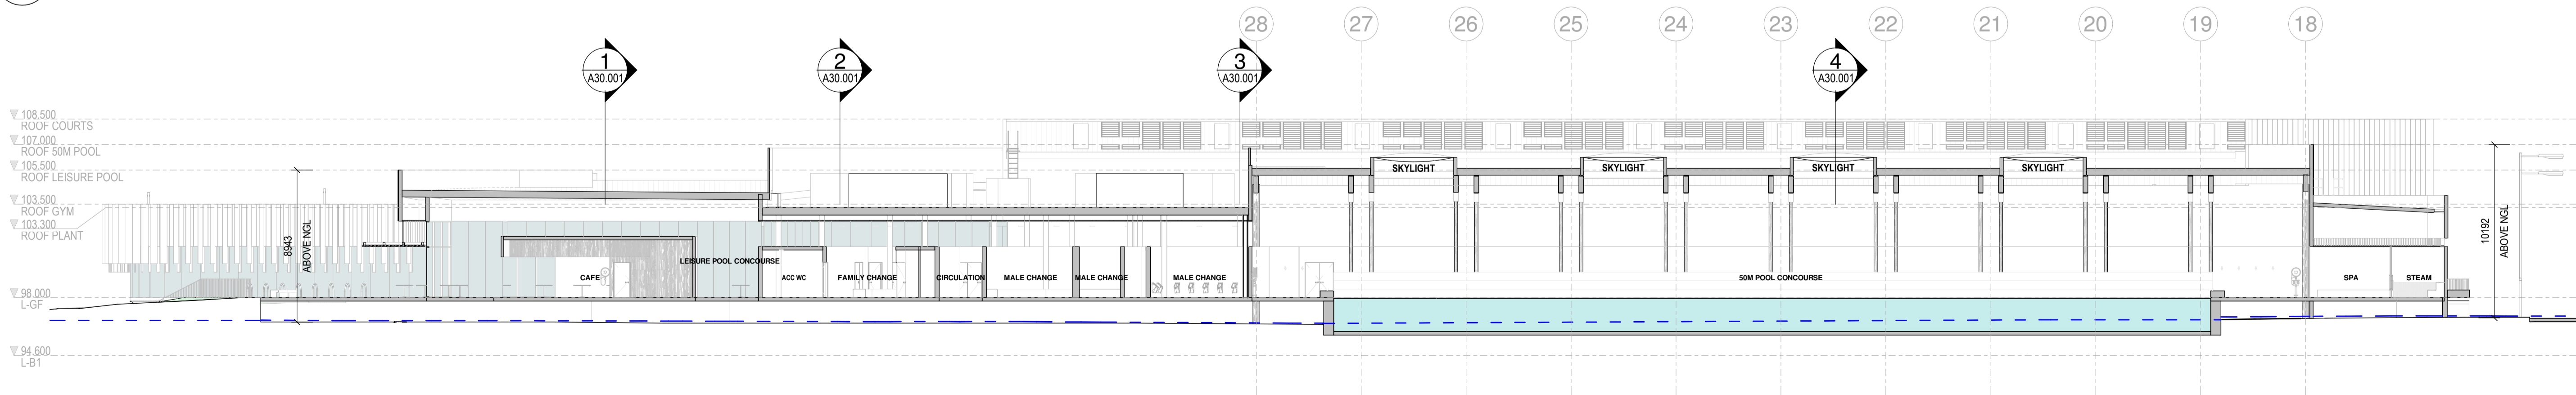 28 27 26 25 24 23 22 21 20 19 18
1
A30.001
2
A30.001
3
A30.001
4
A30.001
108.500
ROOF COURTS
107.000
ROOF 50M POOL
105.500
ROOF LEISURE POOL
103.500
ROOF GYM
103.300
ROOF PLANT
98.000
L-GF
94.600
L-B1
8943
ABOVE NGL
CAFE
LEISURE POOL CONCOURSE
ACC WC
FAMILY CHANGE
CIRCULATION
MALE CHANGE
MALE CHANGE
MALE CHANGE
SKYLIGHT
SKYLIGHT
SKYLIGHT
SKYLIGHT
50M POOL CONCOURSE
SPA
STEAM
10192
ABOVE NGL